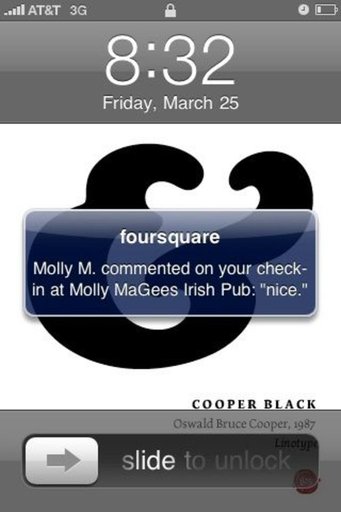 AT&T 3G
8:32
Friday, March 25
foursquare
Molly M. commented on your check-
in at Molly MaGees Irish Pub: "nice."
COOPER BLACK
Oswald Bruce Cooper, 1987
Linotype
slide to unlock